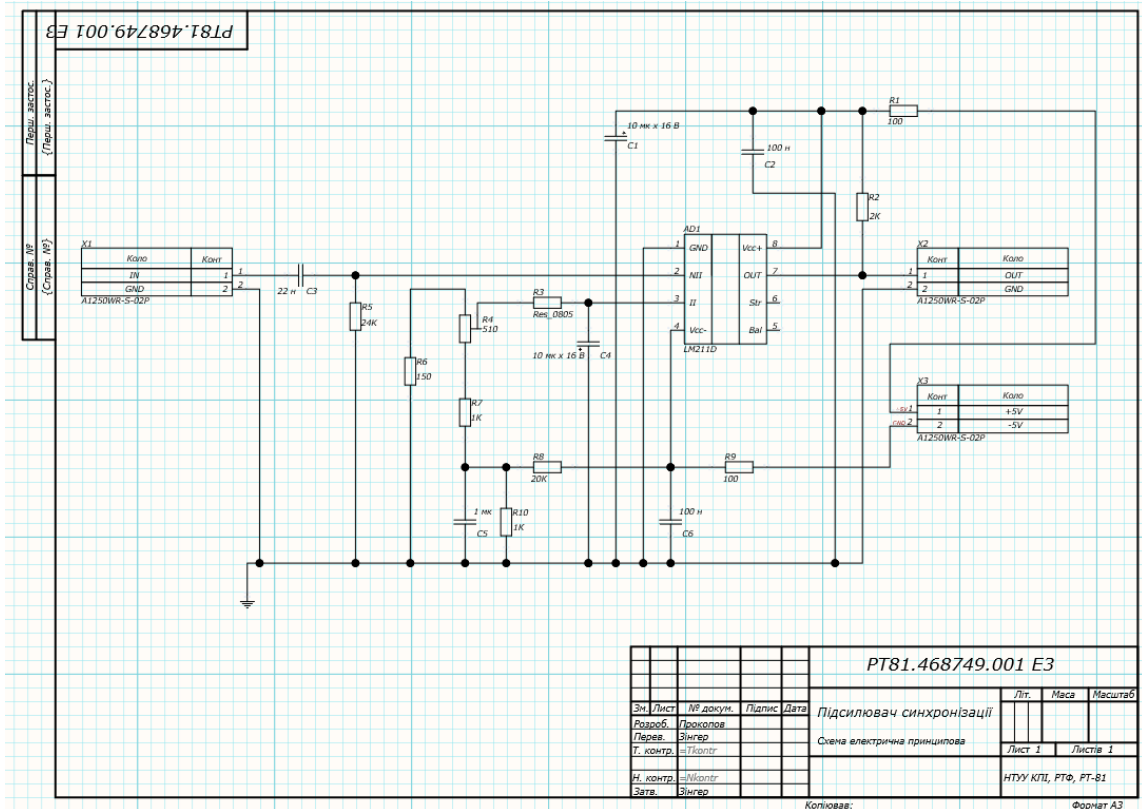 РТ81.468749.001 Е3
Перш. застос.
{Перш. застос.}
Справ. №
{Справ. №}
R1
100
10 мк х 16 В
C1
100 н
C2
R2
2K
AD1
1 GND Vcc+ 8
2 NII OUT 7
3 II Str 6
4 Vcc- Bal 5
LM211D
X1
Коло Конт
IN 1 1
GND 2 2
A1250WR-S-02P
22 н C3
R5
24K
R3
Res_0805
R4
510
10 мк х 16 В C4
R6
150
R7
1K
X2
Конт Коло
1 1 OUT
2 2 GND
A1250WR-S-02P
X3
Конт Коло
1 1 +5V
GND 2 2 -5V
A1250WR-S-02P
R8
20K
R9
100
1 мк
C5
R10
1K
100 н
C6
РТ81.468749.001 Е3
Зм. Лист № докум. Підпис Дата
Розроб. Прокопов
Перев. Зінгер
Т. контр. =Tkontr
Н. контр. =Nkontr
Затв. Зінгер
Підсилювач синхронізації
Схема електрична принципова
Літ. Маса Масштаб
Лист 1 Листів 1
НТУУ КПІ, РТФ, РТ-81
Копіював: Формат А3